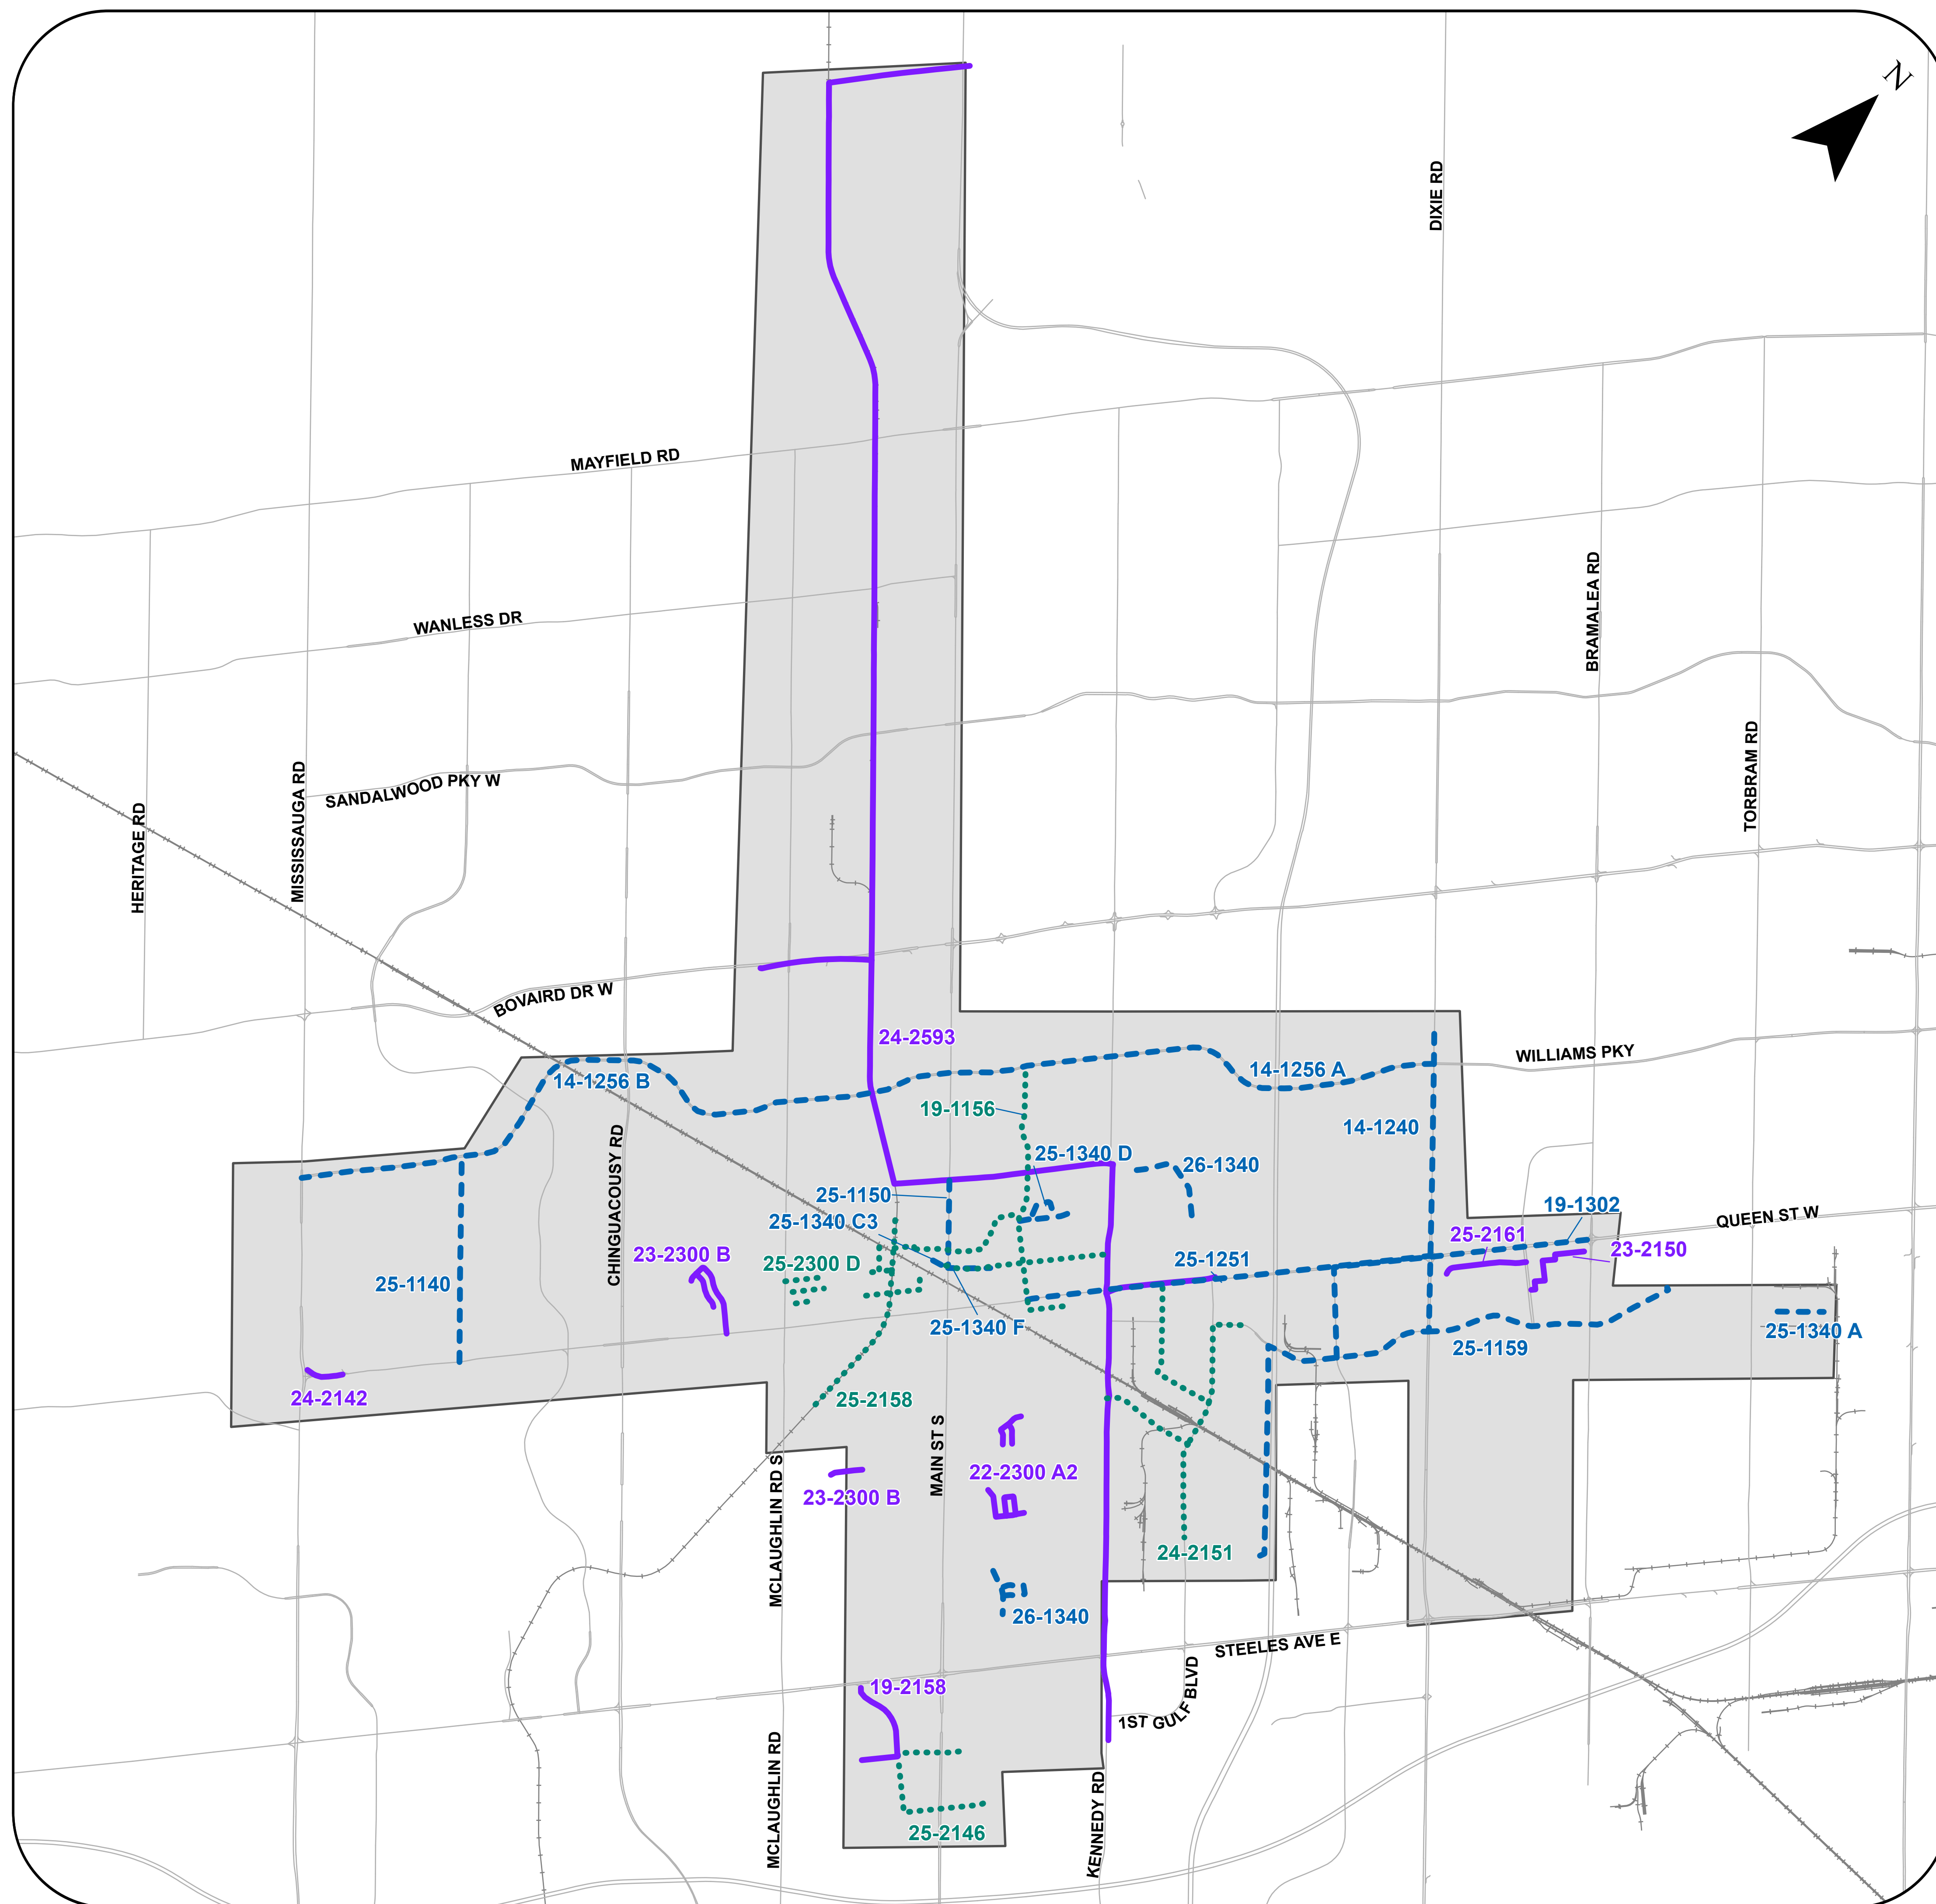 N
DIXIE RD
MAYFIELD RD
WANLESS DR
BRAMALEA RD
TORBRAM RD
SANDALWOOD PKY W
MISSISSAUGA RD
HERITAGE RD
BOVAIRD DR W
24-2593
WILLIAMS PKY
14-1256 B
14-1256 A
19-1156
14-1240
CHINGUACOUSY RD
25-1340 D
26-1340
25-1150
25-1340 C3
19-1302
QUEEN ST W
25-2161
23-2150
23-2300 B
25-2300 D
25-1251
25-1140
25-1340 F
25-1340 A
25-1159
24-2142
25-2158
MAIN ST S
22-2300 A2
23-2300 B
MCLAUGHLIN RD S
24-2151
26-1340
STEELES AVE E
19-2158
1ST GULF BLVD
MCLAUGHLIN RD
KENNEDY RD
25-2146